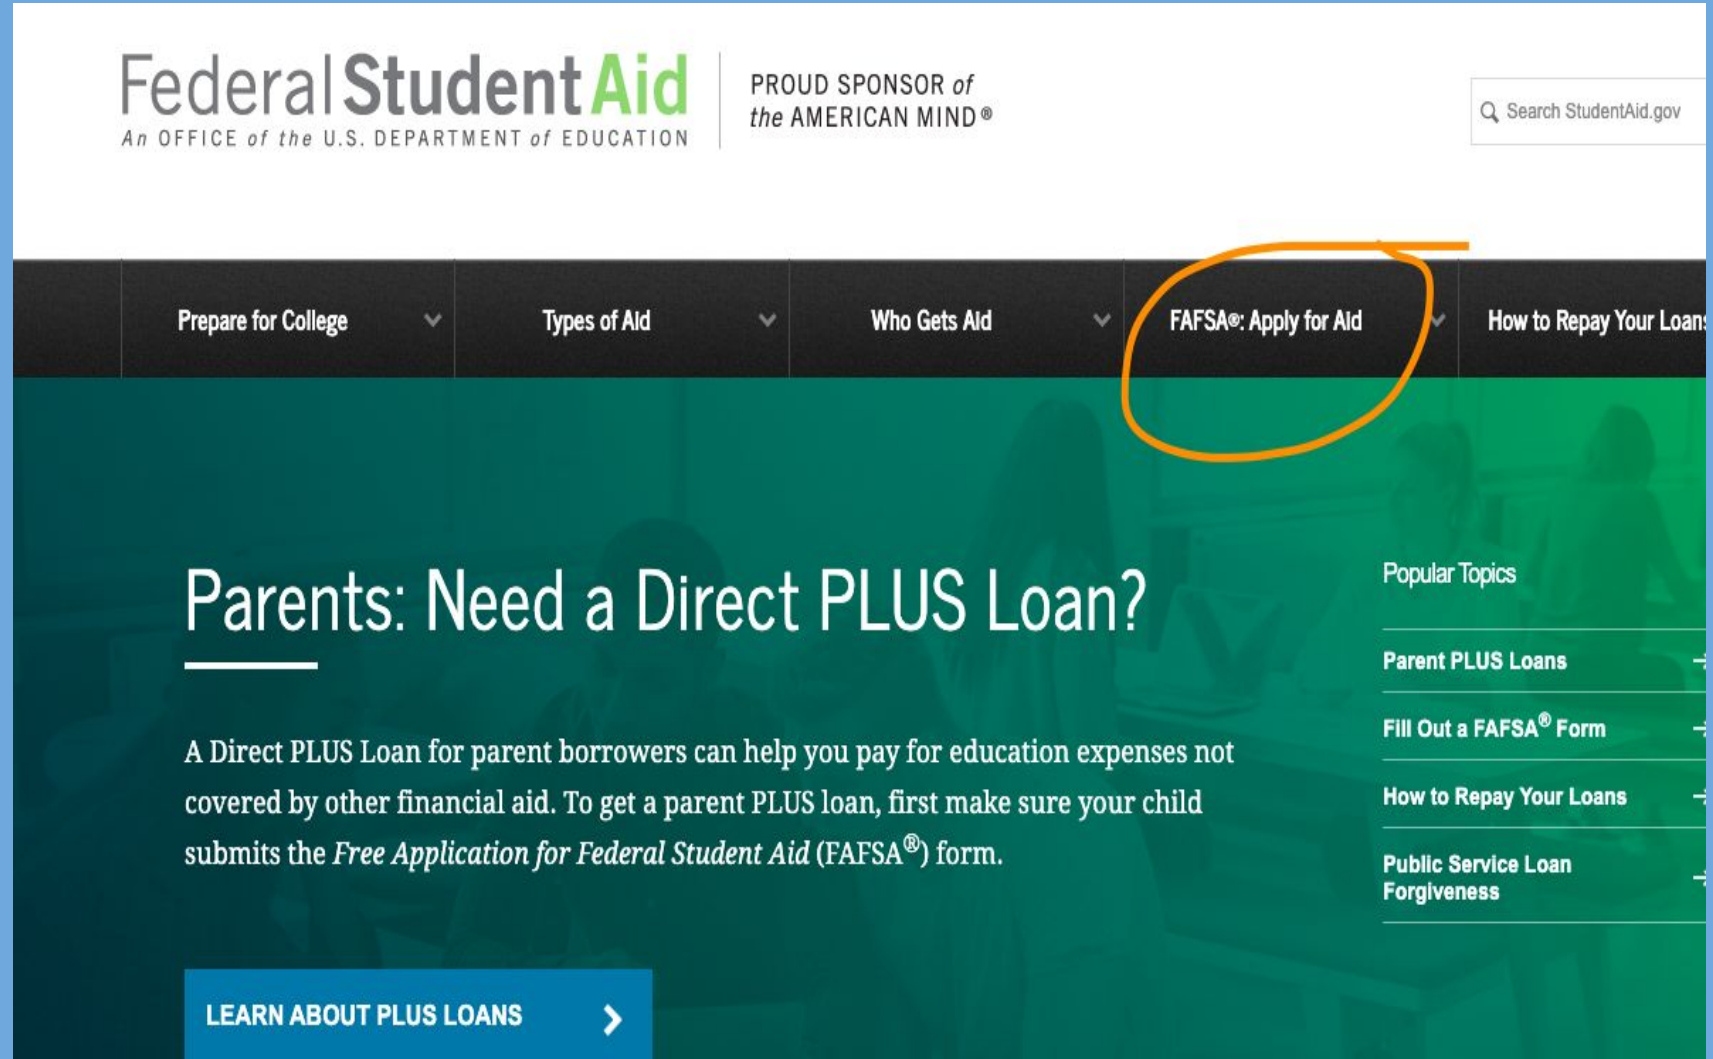 Federal Student Aid
An OFFICE of the U.S. DEPARTMENT of EDUCATION
PROUD SPONSOR of
the AMERICAN MIND®
Search StudentAid.gov
Prepare for College
Types of Aid
Who Gets Aid
FAFSA®: Apply for Aid
How to Repay Your Loans
Parents: Need a Direct PLUS Loan?
A Direct PLUS Loan for parent borrowers can help you pay for education expenses not
covered by other financial aid. To get a parent PLUS loan, first make sure your child
submits the Free Application for Federal Student Aid (FAFSA®) form.
LEARN ABOUT PLUS LOANS
Popular Topics
Parent PLUS Loans
Fill Out a FAFSA® Form
How to Repay Your Loans
Public Service Loan
Forgiveness